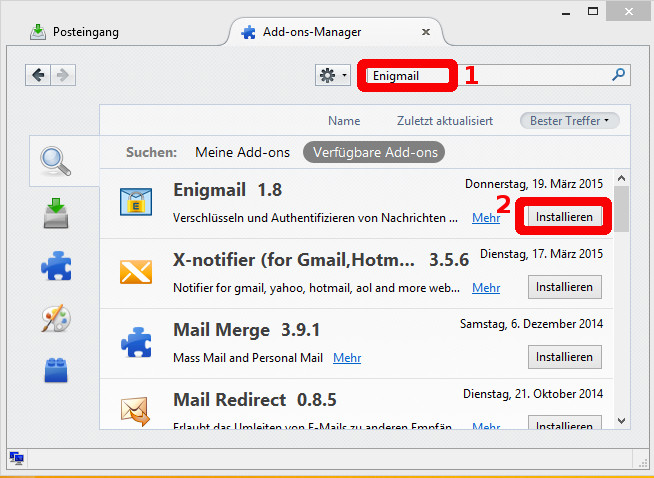 Posteingang
Add-ons-Manager
Enigmail
1
Name Zuletzt aktualisiert Bester Treffer
Suchen: Meine Add-ons Verfügbare Add-ons
Enigmail 1.8 Donnerstag, 19. März 2015
2
Verschlüsseln und Authentifizieren von Nachrichten ... Mehr Installieren
X-notifier (for Gmail,Hotm... 3.5.6 Dienstag, 17. März 2015
Notifier for gmail, yahoo, hotmail, aol and more web... Mehr Installieren
Mail Merge 3.9.1 Samstag, 6. Dezember 2014
Mass Mail and Personal Mail Mehr Installieren
Mail Redirect 0.8.5 Dienstag, 21. Oktober 2014
Erlaubt das Umleiten von E-Mails zu anderen Empfän... Mehr Installieren